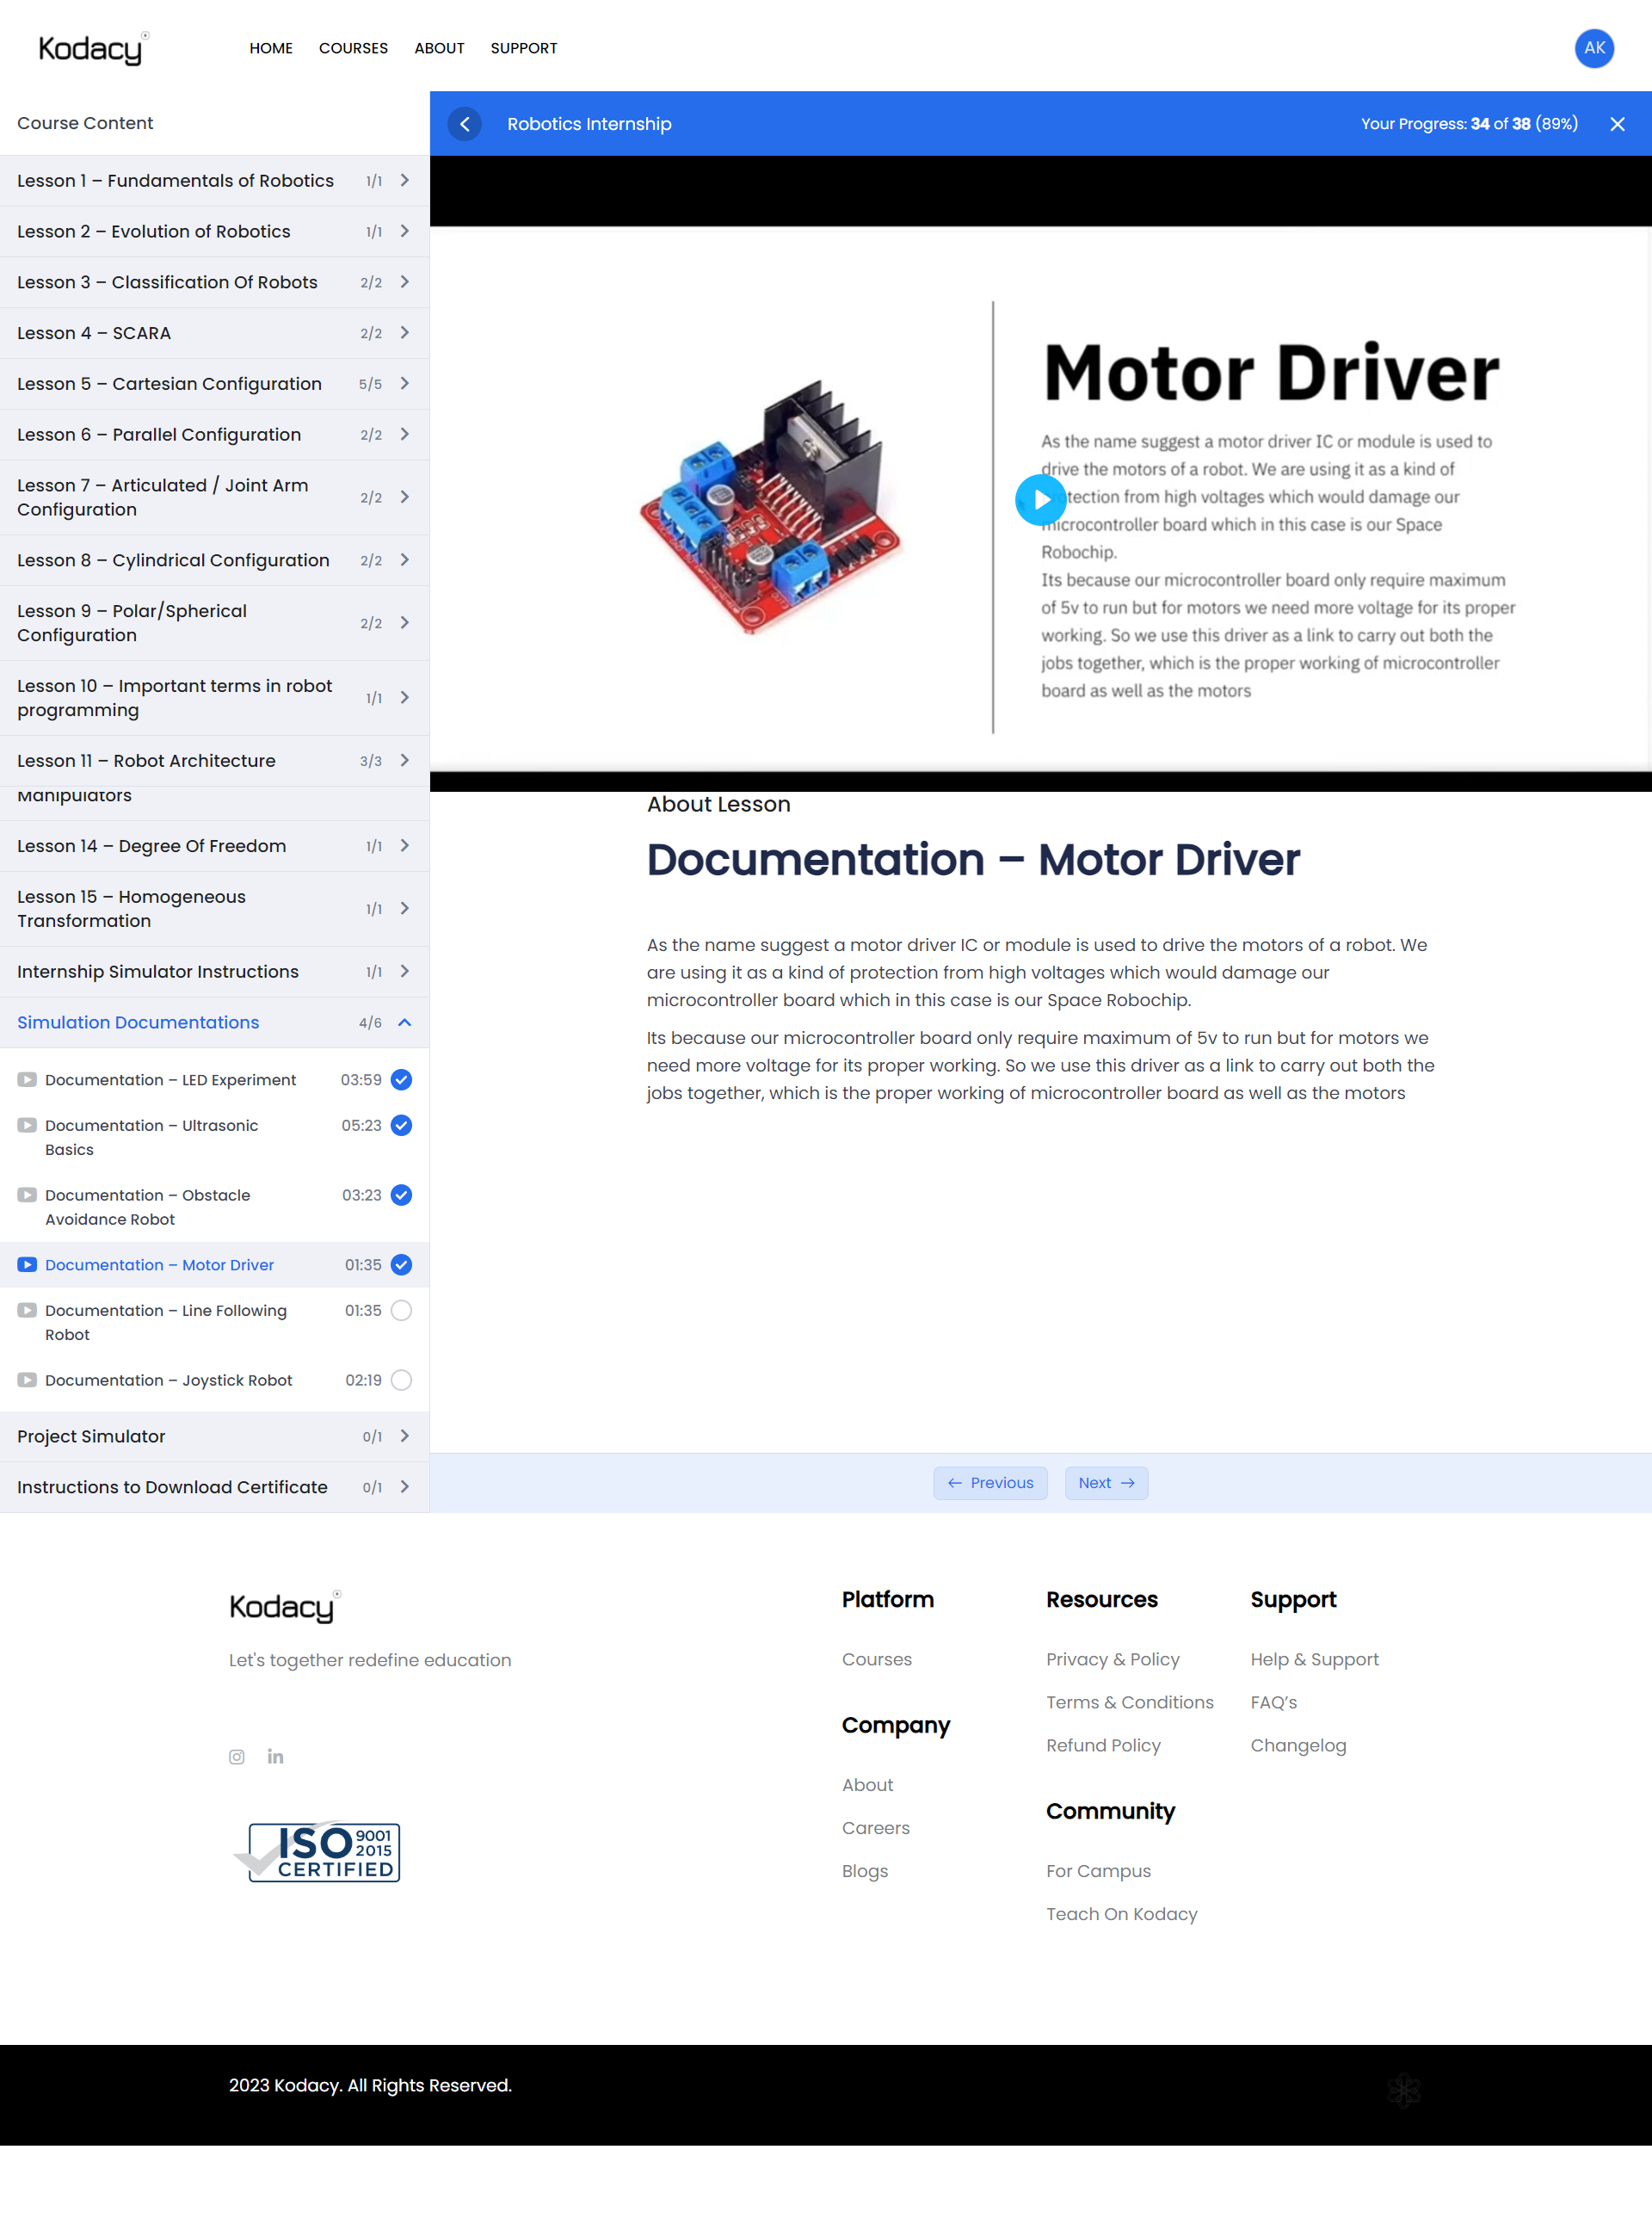 Kodacy
HOME COURSES ABOUT SUPPORT
AK
Course Content
Lesson 1 – Fundamentals of Robotics 1/1
Lesson 2 – Evolution of Robotics 1/1
Lesson 3 – Classification Of Robots 2/2
Lesson 4 – SCARA 2/2
Lesson 5 – Cartesian Configuration 5/5
Lesson 6 – Parallel Configuration 2/2
Lesson 7 – Articulated / Joint Arm
Configuration 2/2
Lesson 8 – Cylindrical Configuration 2/2
Lesson 9 – Polar/Spherical
Configuration 2/2
Lesson 10 – Important terms in robot
programming 1/1
Lesson 11 – Robot Architecture 3/3
Manipulators
Lesson 14 – Degree Of Freedom 1/1
Lesson 15 – Homogeneous
Transformation 1/1
Internship Simulator Instructions 1/1
Simulation Documentations 4/6
Documentation – LED Experiment 03:59
Documentation – Ultrasonic 05:23
Basics
Documentation – Obstacle 03:23
Avoidance Robot
Documentation – Motor Driver 01:35
Documentation – Line Following 01:35
Robot
Documentation – Joystick Robot 02:19
Project Simulator 0/1
Instructions to Download Certificate 0/1
Robotics Internship
Your Progress: 34 of 38 (89%)
Motor Driver
As the name suggest a motor driver IC or module is used to
drive the motors of a robot. We are using it as a kind of
protection from high voltages which would damage our
microcontroller board which in this case is our Space
Robochip.
Its because our microcontroller board only require maximum
of 5v to run but for motors we need more voltage for its proper
working. So we use this driver as a link to carry out both the
jobs together, which is the proper working of microcontroller
board as well as the motors
About Lesson
Documentation – Motor Driver
As the name suggest a motor driver IC or module is used to drive the motors of a robot. We
are using it as a kind of protection from high voltages which would damage our
microcontroller board which in this case is our Space Robochip.
Its because our microcontroller board only require maximum of 5v to run but for motors we
need more voltage for its proper working. So we use this driver as a link to carry out both the
jobs together, which is the proper working of microcontroller board as well as the motors
← Previous Next →
Kodacy
Let's together redefine education
ISO 9001
2015
CERTIFIED
Platform
Courses
Company
About
Careers
Blogs
Resources
Privacy & Policy
Terms & Conditions
Refund Policy
Community
For Campus
Teach On Kodacy
Support
Help & Support
FAQ’s
Changelog
2023 Kodacy. All Rights Reserved.